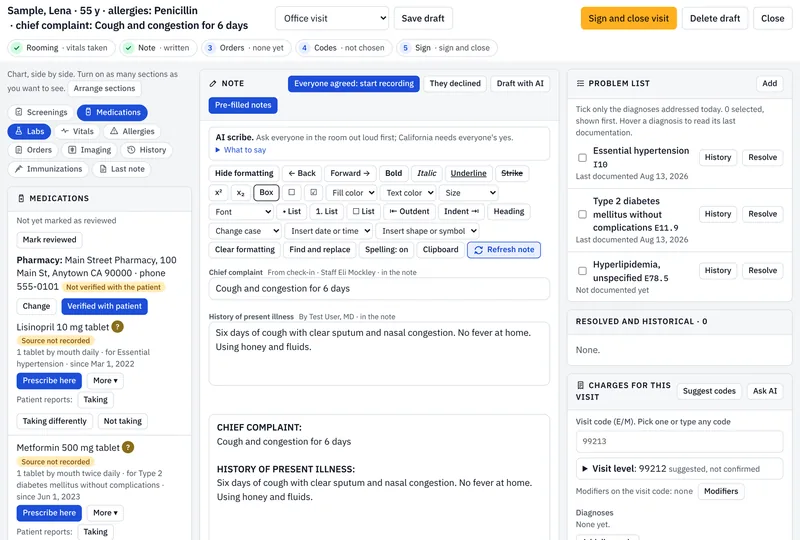 Sample, Lena · 55 y · allergies: Penicillin
· chief complaint: Cough and congestion for 6 days
Office visit
Save draft
Sign and close visit
Delete draft
Close
✓ Rooming · vitals taken
✓ Note · written
3 Orders · none yet
4 Codes · not chosen
5 Sign · sign and close
Chart, side by side. Turn on as many sections as
you want to see. Arrange sections
Screenings
Medications
Labs
Vitals
Allergies
Orders
Imaging
History
Immunizations
Last note
MEDICATIONS
Not yet marked as reviewed
Mark reviewed
Pharmacy: Main Street Pharmacy, 100
Main St, Anytown CA 90000 · phone
555-0101 Not verified with the patient
Change
Verified with patient
Lisinopril 10 mg tablet ?
Source not recorded
1 tablet by mouth daily · for Essential
hypertension · since Mar 1, 2022
Prescribe here
More ▾
Patient reports: Taking
Taking differently
Not taking
Metformin 500 mg tablet ?
Source not recorded
1 tablet by mouth twice daily · for Type 2
diabetes mellitus without complications ·
since Jun 1, 2023
Prescribe here
More ▾
Patient reports: Taking
NOTE
Everyone agreed: start recording
They declined
Draft with AI
Pre-filled notes
AI scribe. Ask everyone in the room out loud first; California needs everyone's yes.
▶ What to say
Hide formatting
← Back
Forward →
Bold
Italic
Underline
Strike
x²
x₂
Box
☐
☑
Fill color
Text color
Size
Font
• List
1. List
☐ List
⇤ Outdent
Indent ⇥
Heading
Change case
Insert date or time
Insert shape or symbol
Clear formatting
Find and replace
Spelling: on
Clipboard
Refresh note
Chief complaint From check-in · Staff Eli Mockley · in the note
Cough and congestion for 6 days
History of present illness By Test User, MD · in the note
Six days of cough with clear sputum and nasal congestion. No fever at home.
Using honey and fluids.
CHIEF COMPLAINT:
Cough and congestion for 6 days
HISTORY OF PRESENT ILLNESS:
Six days of cough with clear sputum and nasal congestion. No fever at home.
Using honey and fluids.
PROBLEM LIST
Add
Tick only the diagnoses addressed today. 0 selected,
shown first. Hover a diagnosis to read its last
documentation.
Essential hypertension
I10
History
Resolve
Last documented Aug 13, 2026
Type 2 diabetes
mellitus without
complications E11.9
History
Resolve
Last documented Aug 13, 2026
Hyperlipidemia,
unspecified E78.5
History
Resolve
Not documented yet
RESOLVED AND HISTORICAL · 0
None.
CHARGES FOR THIS
VISIT
Suggest codes
Ask AI
Visit code (E/M). Pick one or type any code
99213
▶ Visit level: 99212 suggested, not confirmed
Modifiers on the visit code: none
Modifiers
Diagnoses
None yet.